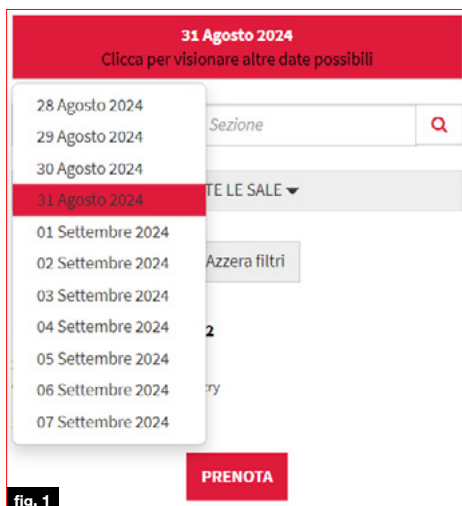 31 Agosto 2024
Clicca per visionare altre date possibili
28 Agosto 2024
29 Agosto 2024
30 Agosto 2024
31 Agosto 2024
01 Settembre 2024
02 Settembre 2024
03 Settembre 2024
04 Settembre 2024
05 Settembre 2024
06 Settembre 2024
07 Settembre 2024
Sezione
TE LE SALE
Azzera filtri
2
ry
PRENOTA
fig. 1